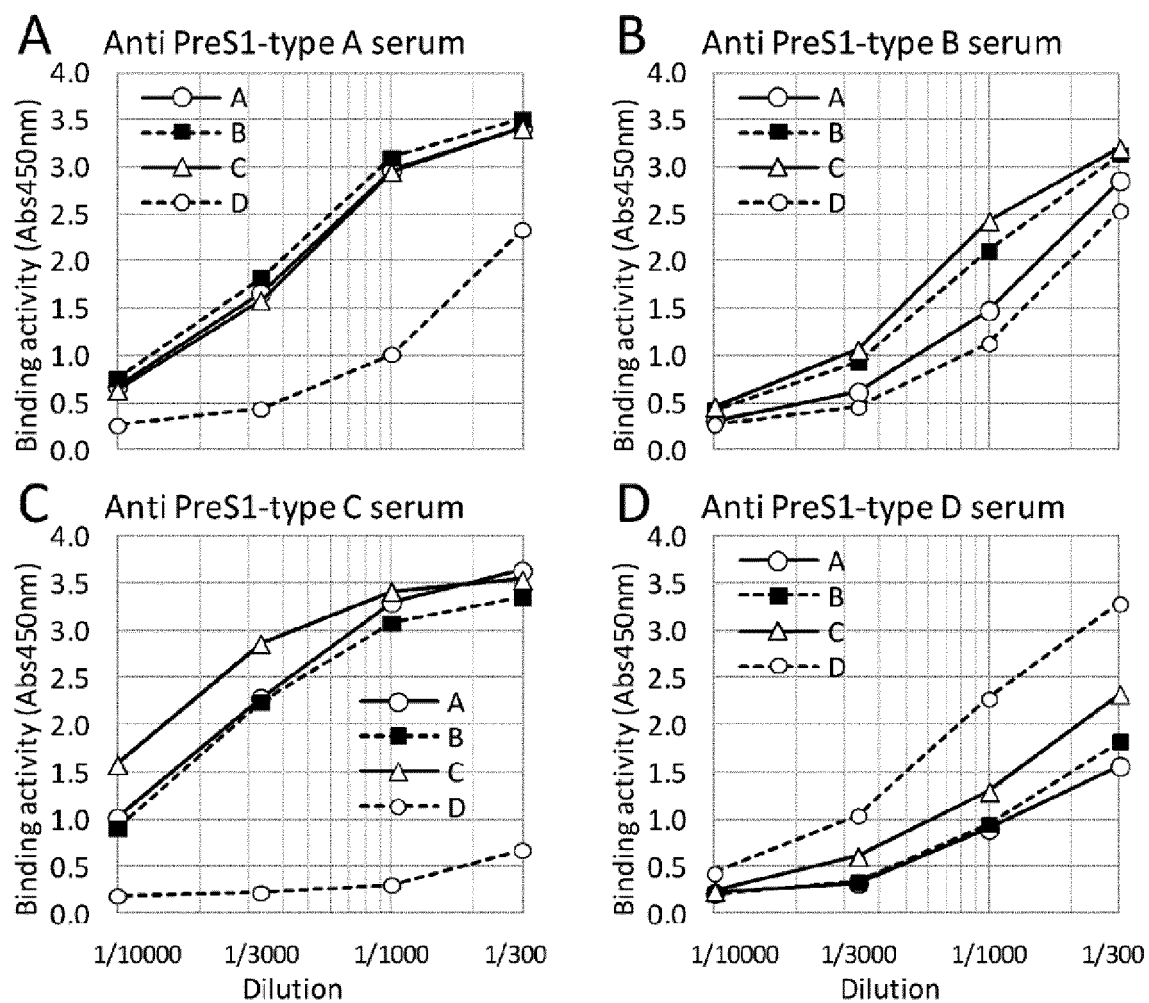 A Anti PreS1-type A serum
Binding activity (Abs450nm)
4.0
3.5
3.0
2.5
2.0
1.5
1.0
0.5
0.0
A
B
C
D
B Anti PreS1-type B serum
Binding activity (Abs450nm)
4.0
3.5
3.0
2.5
2.0
1.5
1.0
0.5
0.0
A
B
C
D
C Anti PreS1-type C serum
Binding activity (Abs450nm)
4.0
3.5
3.0
2.5
2.0
1.5
1.0
0.5
0.0
A
B
C
D
1/10000 1/3000 1/1000 1/300
Dilution
D Anti PreS1-type D serum
Binding activity (Abs450nm)
4.0
3.5
3.0
2.5
2.0
1.5
1.0
0.5
0.0
A
B
C
D
1/10000 1/3000 1/1000 1/300
Dilution